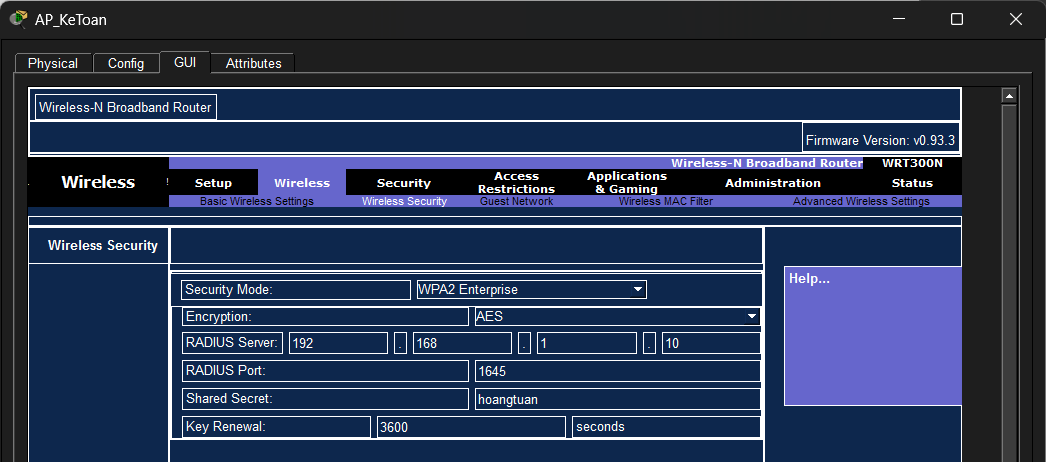 AP_KeToan
Physical Config GUI Attributes
Wireless-N Broadband Router
Firmware Version: v0.93.3
Wireless-N Broadband Router WRT300N
Wireless Setup Wireless Security Access Restrictions Applications & Gaming Administration Status
Basic Wireless Settings Wireless Security Guest Network Wireless MAC Filter Advanced Wireless Settings
Wireless Security
Help...
Security Mode: WPA2 Enterprise
Encryption: AES
RADIUS Server: 192 . 168 . 1 . 10
RADIUS Port: 1645
Shared Secret: hoangtuan
Key Renewal: 3600 seconds